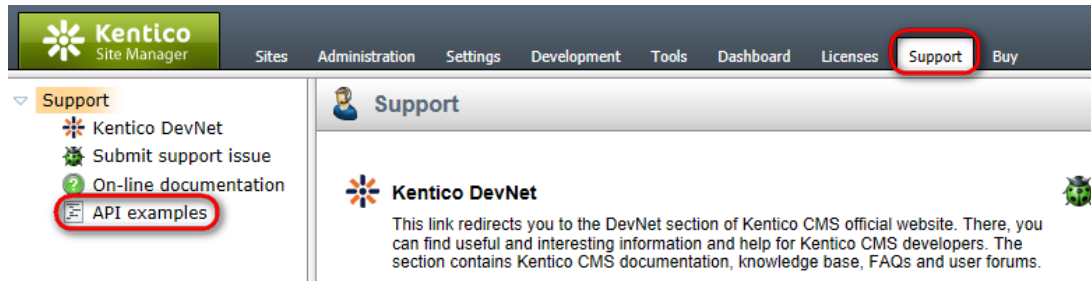 Kentico
Site Manager
Sites Administration Settings Development Tools Dashboard Licenses Support Buy
Support
Kentico DevNet
Submit support issue
On-line documentation
API examples
Support
Kentico DevNet
This link redirects you to the DevNet section of Kentico CMS official website. There, you
can find useful and interesting information and help for Kentico CMS developers. The
section contains Kentico CMS documentation, knowledge base, FAQs and user forums.